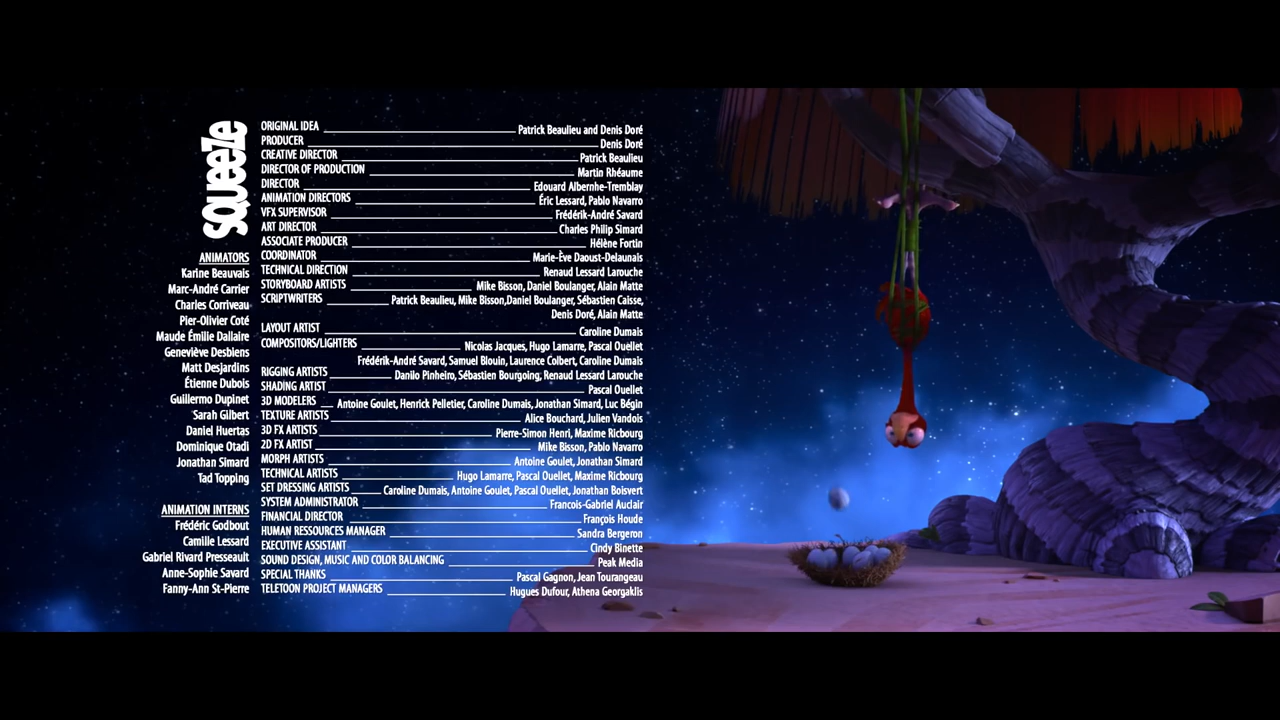 squeeze
ANIMATORS
Karine Beauvais
Marc-André Carrier
Charles Corriveau
Pier-Olivier Coté
Maude Émilie Dallaire
Geneviève Desbiens
Matt Desjardins
Étienne Dubois
Guillermo Dupinet
Sarah Gilbert
Daniel Huertas
Dominique Otadi
Jonathan Simard
Tad Topping
ANIMATION INTERNS
Frédéric Godbout
Camille Lessard
Gabriel Rivard Presseault
Anne-Sophie Savard
Fanny-Ann St-Pierre
ORIGINAL IDEA Patrick Beaulieu and Denis Doré
PRODUCER Denis Doré
CREATIVE DIRECTOR Patrick Beaulieu
DIRECTOR OF PRODUCTION Martin Rhéaume
DIRECTOR Edouard Albernhe-Tremblay
ANIMATION DIRECTORS Éric Lessard, Pablo Navarro
VFX SUPERVISOR Frédérik-André Savard
ART DIRECTOR Charles Philip Simard
ASSOCIATE PRODUCER Hélène Fortin
COORDINATOR Marie-Ève Daoust-Delaunais
TECHNICAL DIRECTION Renaud Lessard Larouche
STORYBOARD ARTISTS Mike Bisson, Daniel Boulanger, Alain Matte
SCRIPTWRITERS Patrick Beaulieu, Mike Bisson,Daniel Boulanger, Sébastien Caisse,
Denis Doré, Alain Matte
LAYOUT ARTIST Caroline Dumais
COMPOSITORS/LIGHTERS Nicolas Jacques, Hugo Lamarre, Pascal Ouellet
Frédérik-André Savard, Samuel Blouin, Laurence Colbert, Caroline Dumais
RIGGING ARTISTS Danilo Pinheiro, Sébastien Bourgoing, Renaud Lessard Larouche
SHADING ARTIST Pascal Ouellet
3D MODELERS Antoine Goulet, Henrick Pelletier, Caroline Dumais, Jonathan Simard, Luc Bégin
TEXTURE ARTISTS Alice Bouchard, Julien Vandois
3D FX ARTISTS Pierre-Simon Henri, Maxime Ricbourg
2D FX ARTIST Mike Bisson, Pablo Navarro
MORPH ARTISTS Antoine Goulet, Jonathan Simard
TECHNICAL ARTISTS Hugo Lamarre, Pascal Ouellet, Maxime Ricbourg
SET DRESSING ARTISTS Caroline Dumais, Antoine Goulet, Pascal Ouellet, Jonathan Boisvert
SYSTEM ADMINISTRATOR Francois-Gabriel Auclair
FINANCIAL DIRECTOR François Houde
HUMAN RESSOURCES MANAGER Sandra Bergeron
EXECUTIVE ASSISTANT Cindy Binette
SOUND DESIGN, MUSIC AND COLOR BALANCING Peak Media
SPECIAL THANKS Pascal Gagnon, Jean Tourangeau
TELETOON PROJECT MANAGERS Hugues Dufour, Athena Georgaklis